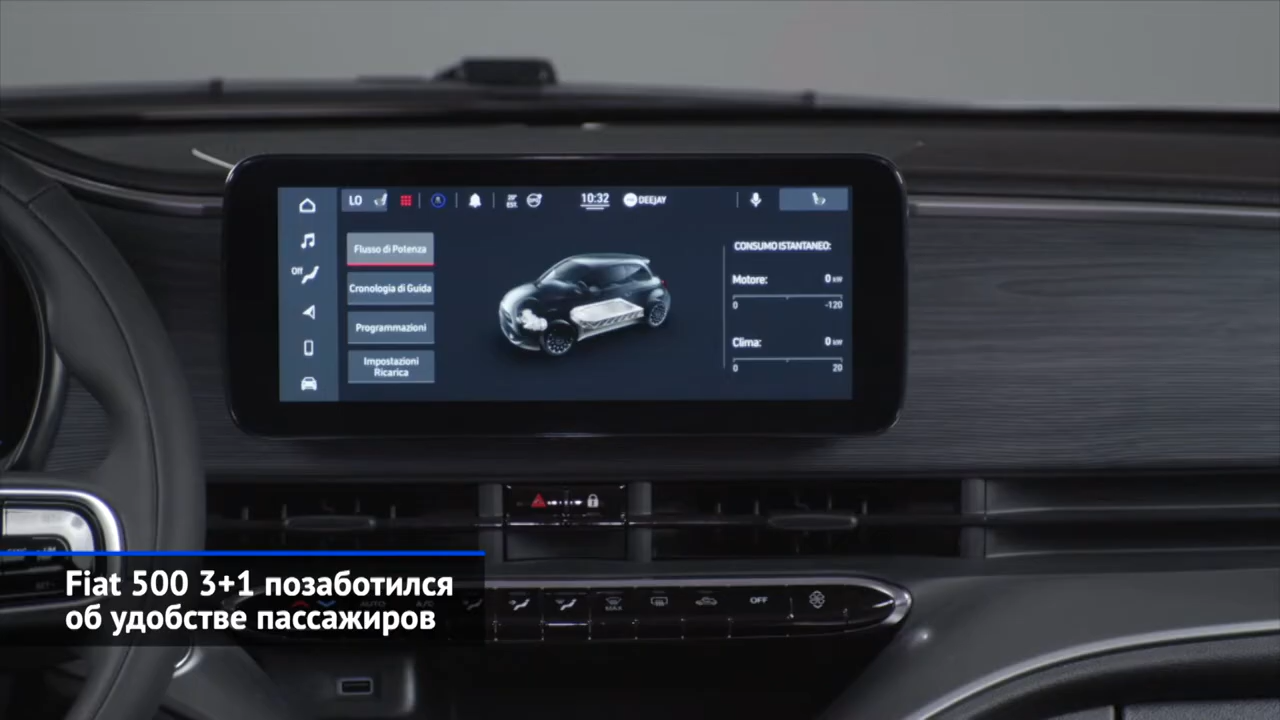 LO
10:32
DEEJAY
Off
Flusso di Potenza
Cronologia di Guida
Programmazioni
Impostazioni
Ricarica
CONSUMO ISTANTANEO:
Motore:
0 kW
0
-120
Clima:
0 kW
0
20
MAX
OFF
AUTO
A/C
Fiat 500 3+1 позаботился
об удобстве пассажиров